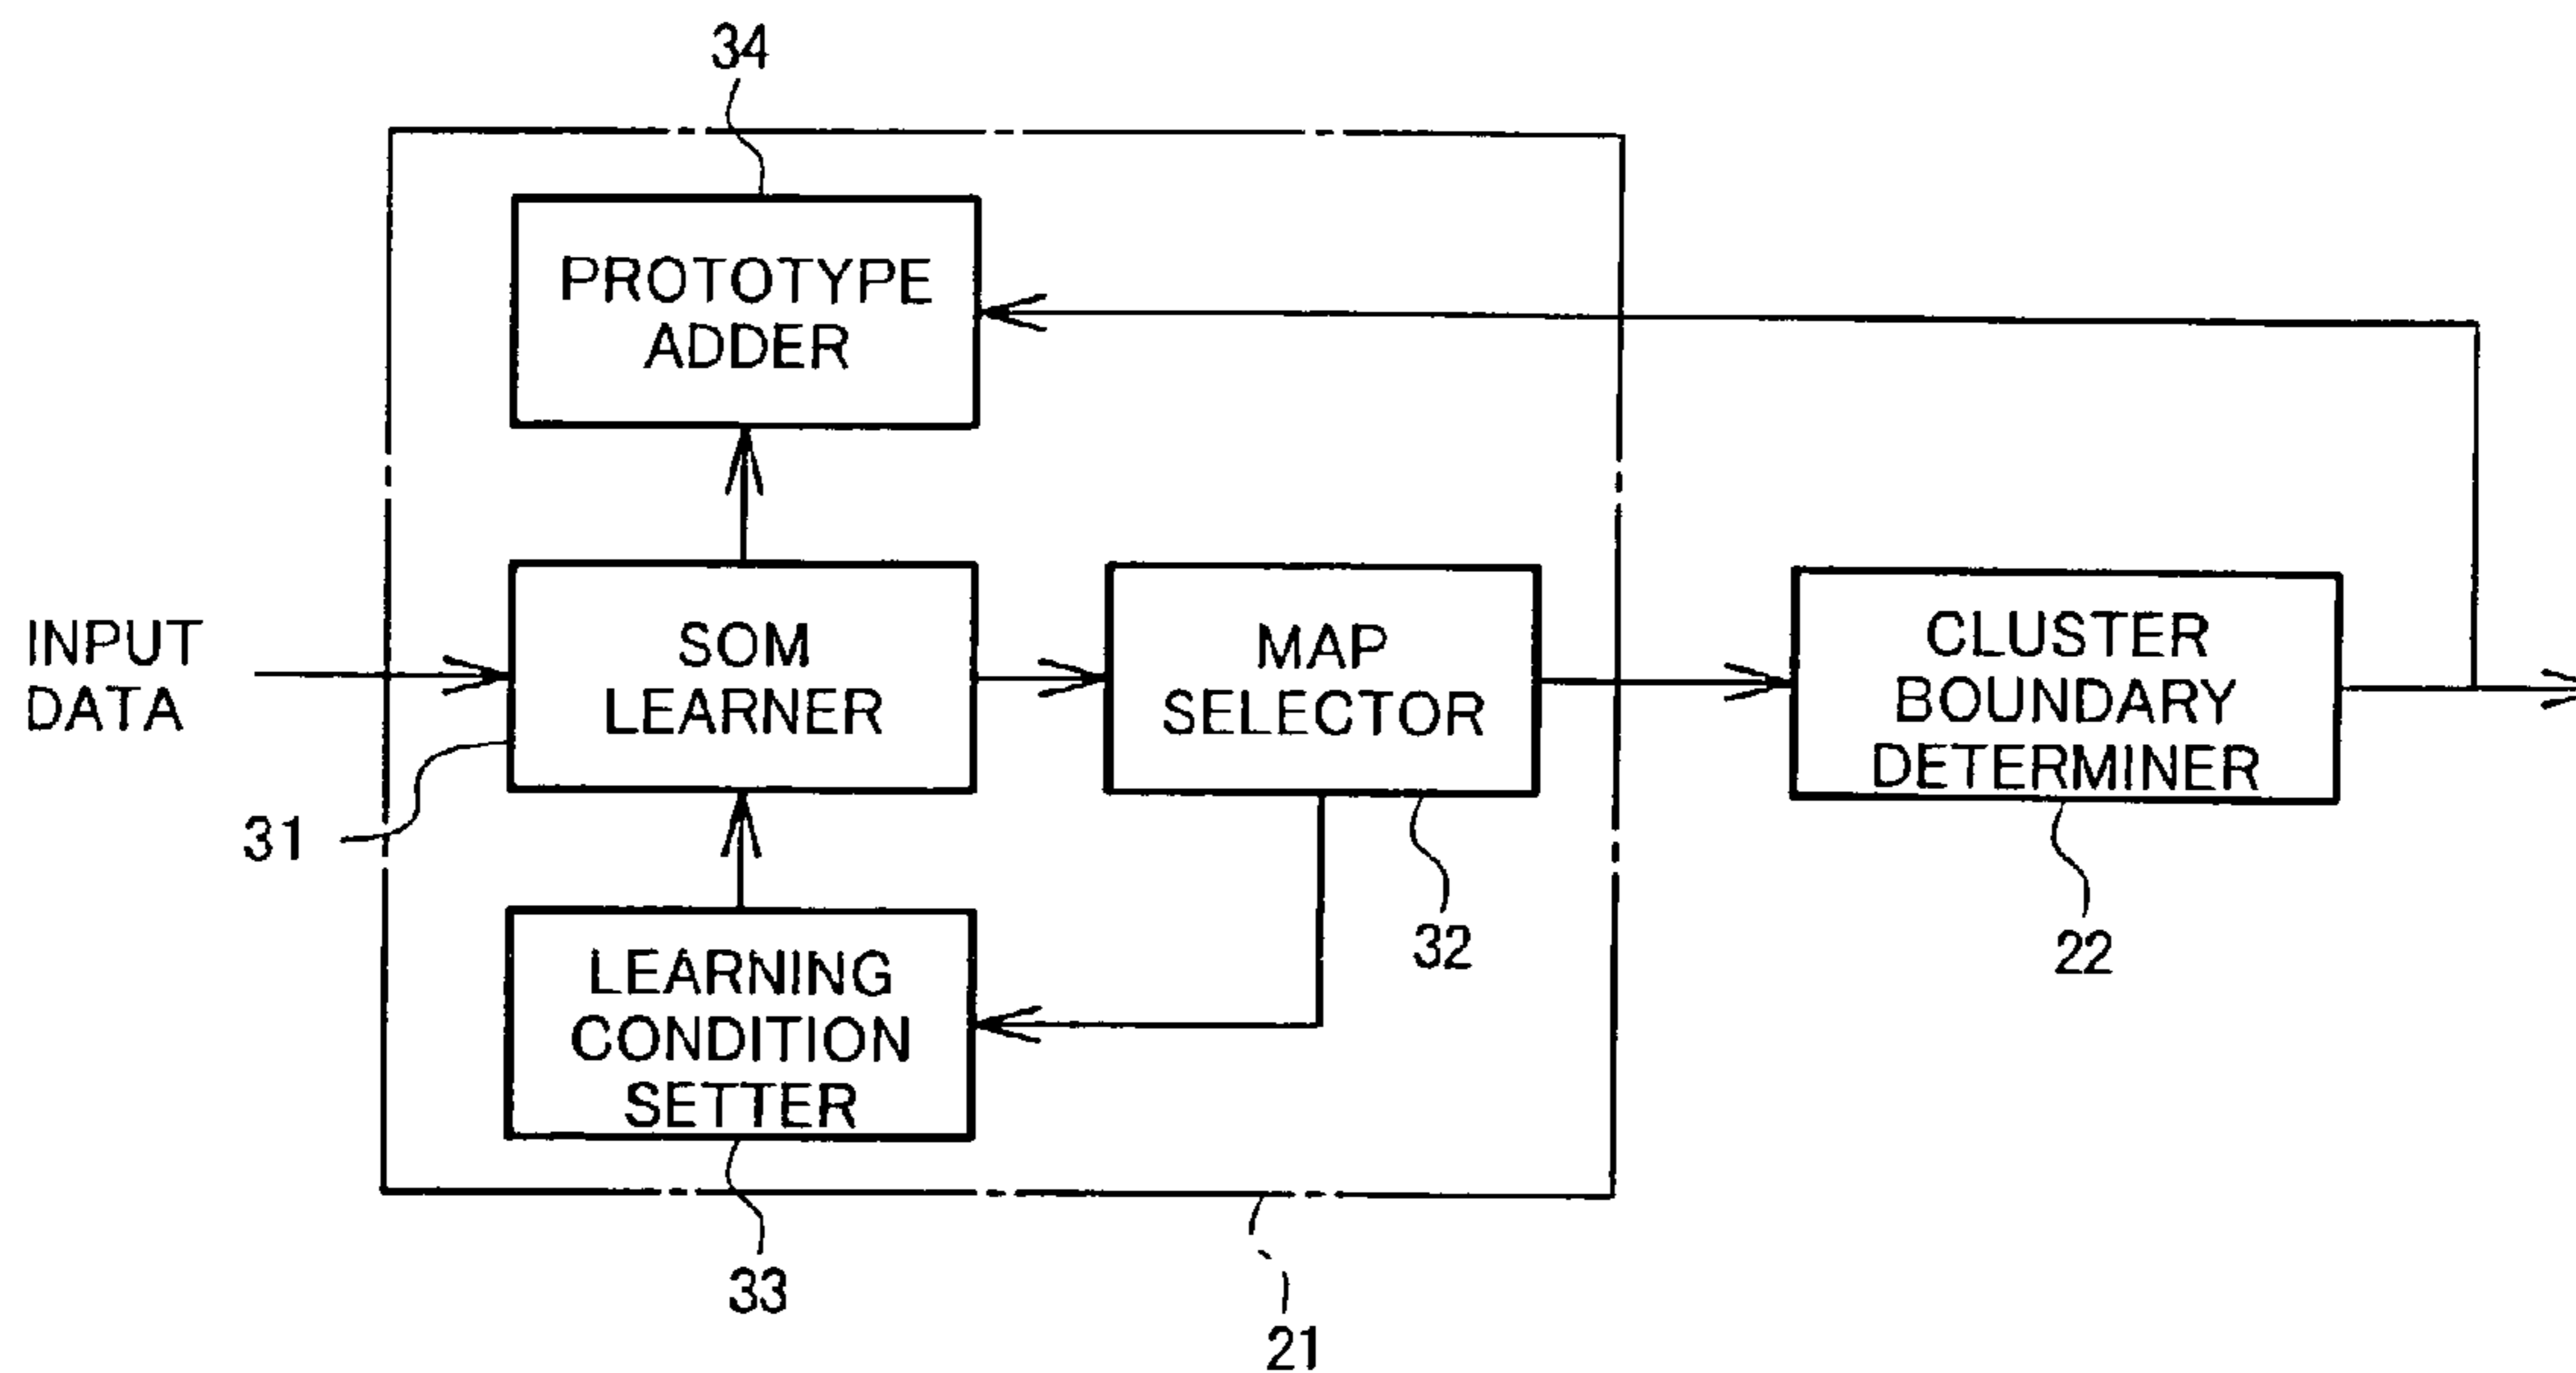 34
PROTOTYPE
ADDER
INPUT
DATA
SOM
LEARNER
MAP
SELECTOR
CLUSTER
BOUNDARY
DETERMINER
31
32
22
LEARNING
CONDITION
SETTER
33
21